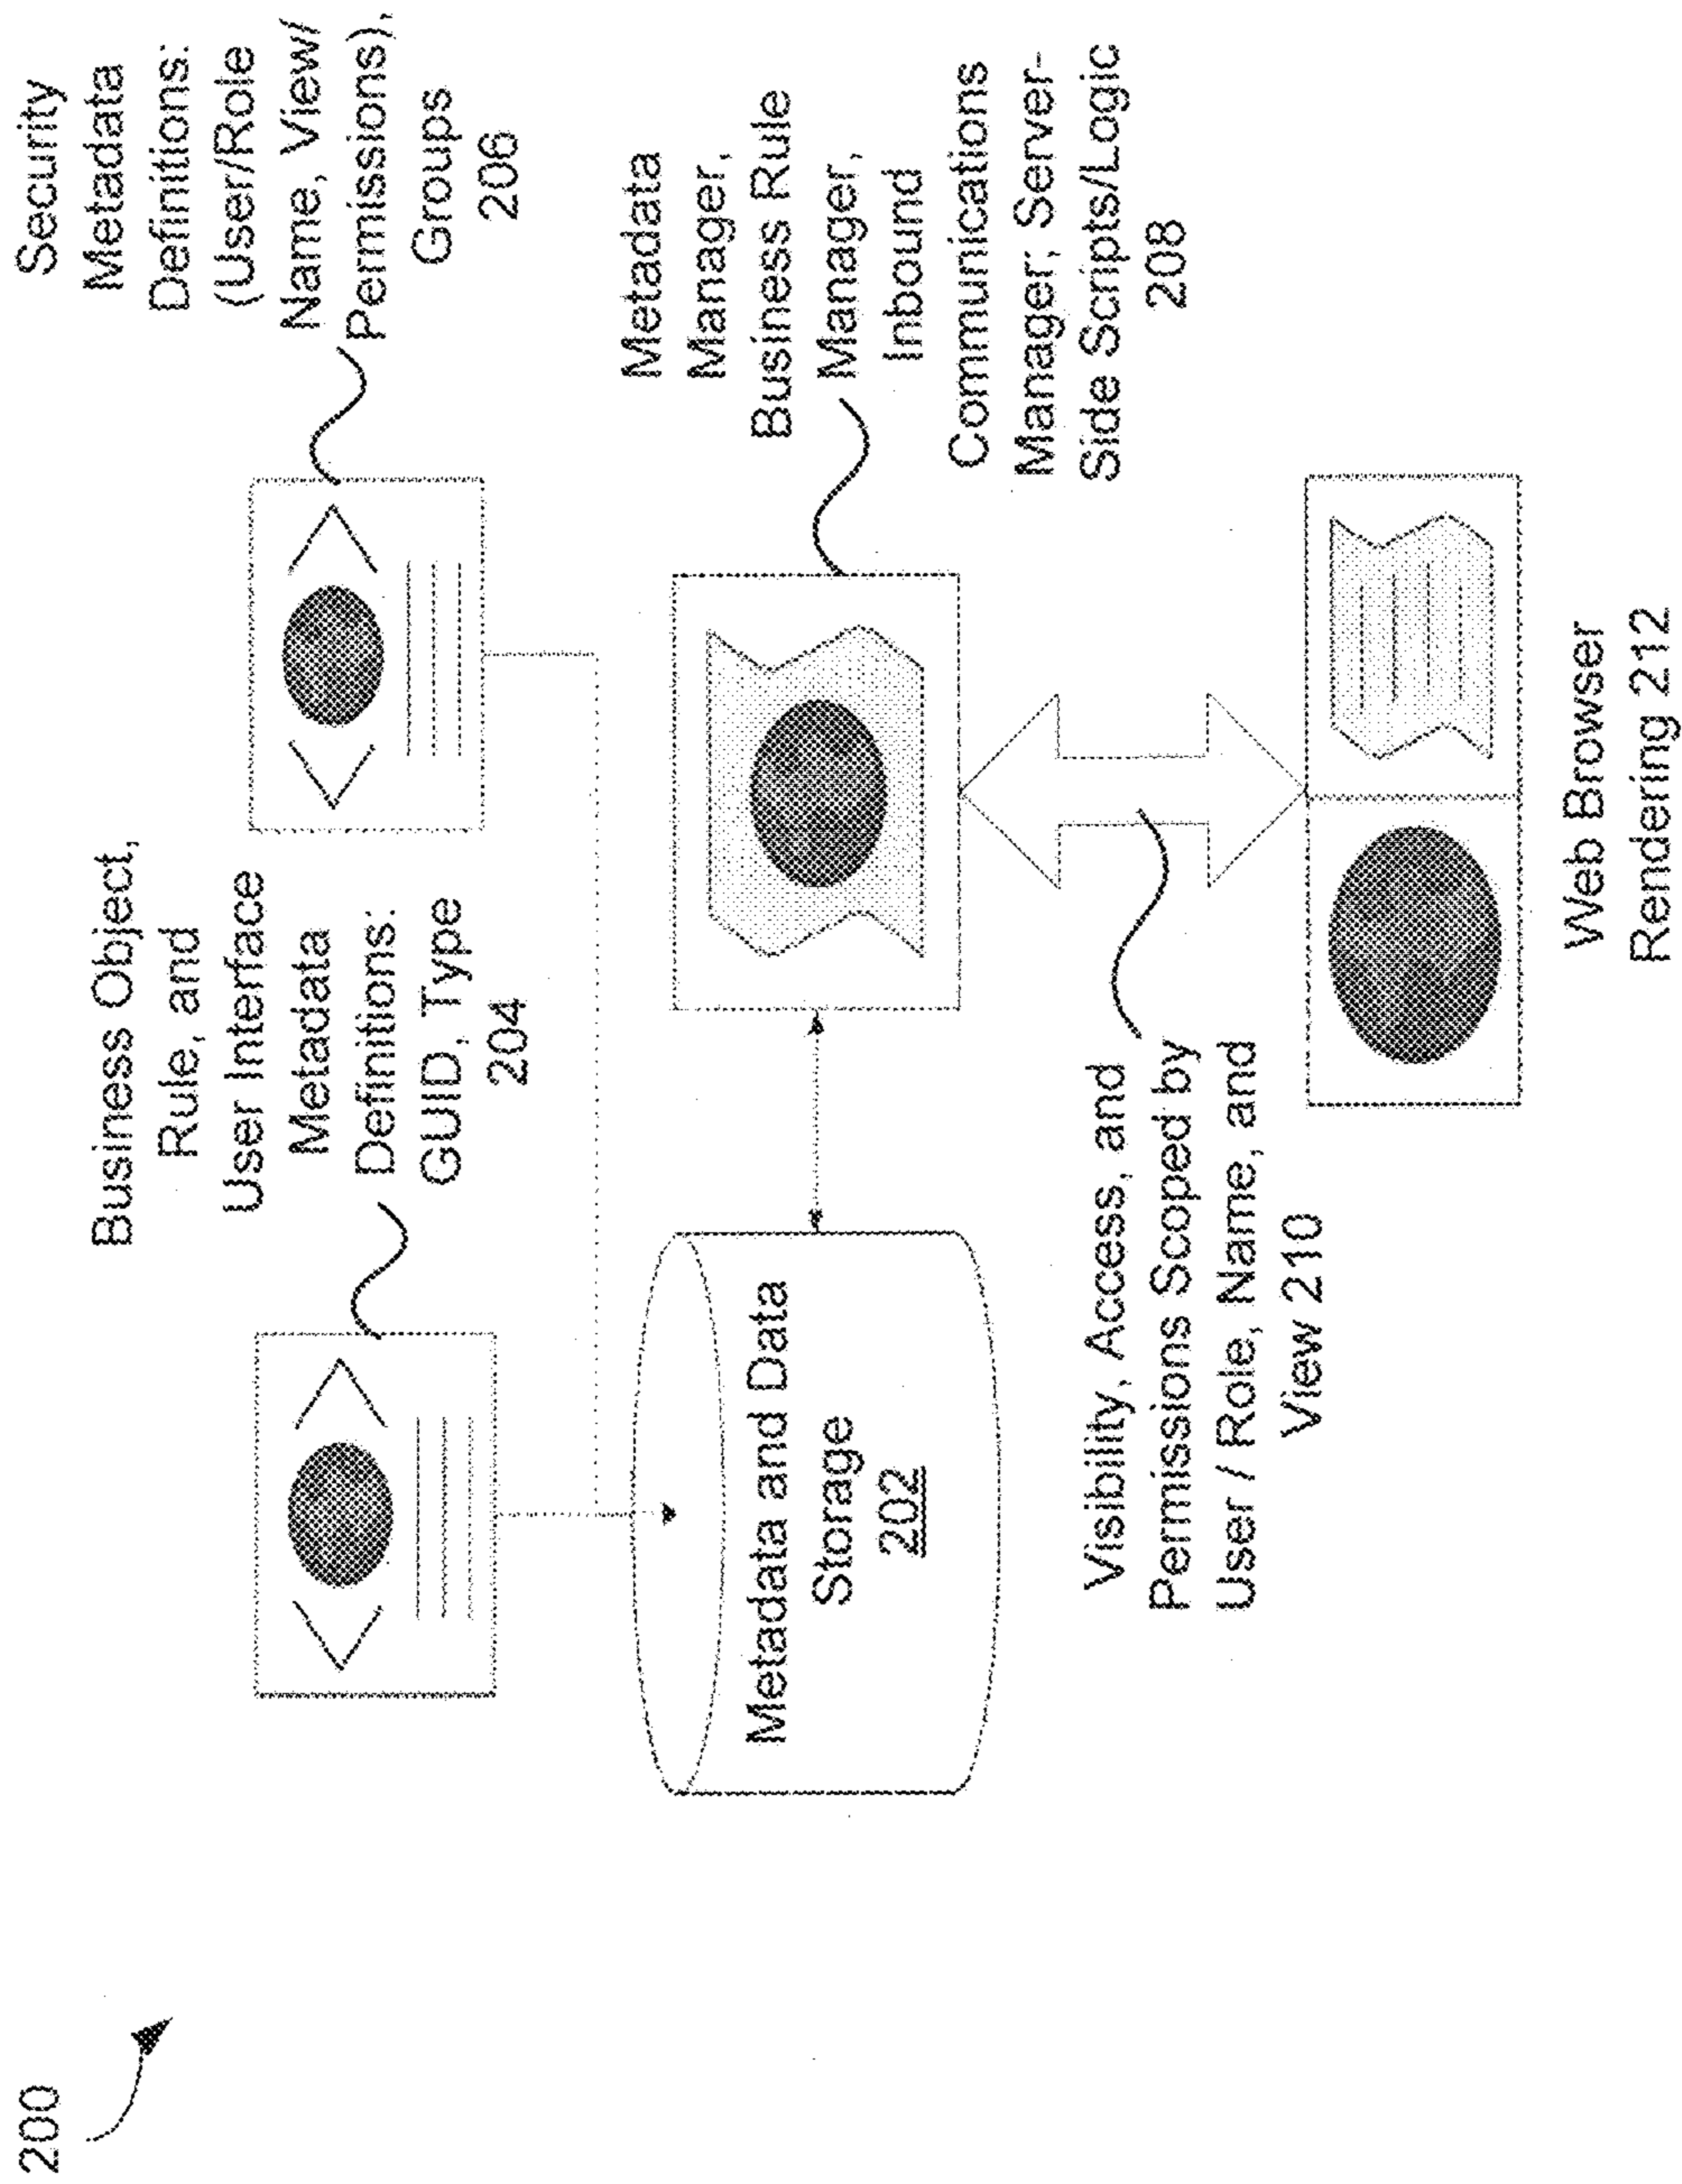 200
Business Object,
Rule, and
User Interface
Metadata
Definitions:
GUID, Type
204
Security
Metadata
Definitions:
(User/Role
Name, View/
Permissions),
Groups
206
Metadata and Data
Storage
202
Metadata
Manager,
Business Rule
Manager,
Inbound
Communications
Manager; Server-
Side Scripts/Logic
208
Visibility, Access, and
Permissions Scoped by
User / Role, Name, and
View 210
Web Browser
Rendering 212